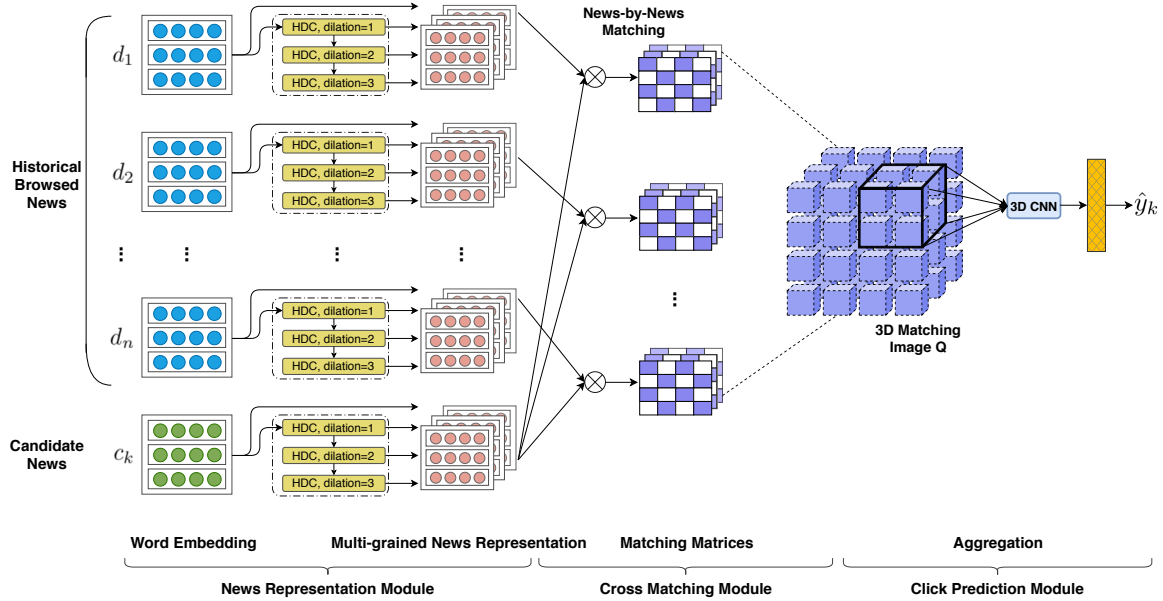 News-by-News
Matching
d₁
HDC, dilation=1
HDC, dilation=2
HDC, dilation=3
Historical
Browsed
News
d₂
HDC, dilation=1
HDC, dilation=2
HDC, dilation=3
3D CNN
ŷₖ
3D Matching
Image Q
dₙ
HDC, dilation=1
HDC, dilation=2
HDC, dilation=3
Candidate
News
cₖ
HDC, dilation=1
HDC, dilation=2
HDC, dilation=3
Word Embedding
Multi-grained News Representation
Matching Matrices
Aggregation
News Representation Module
Cross Matching Module
Click Prediction Module